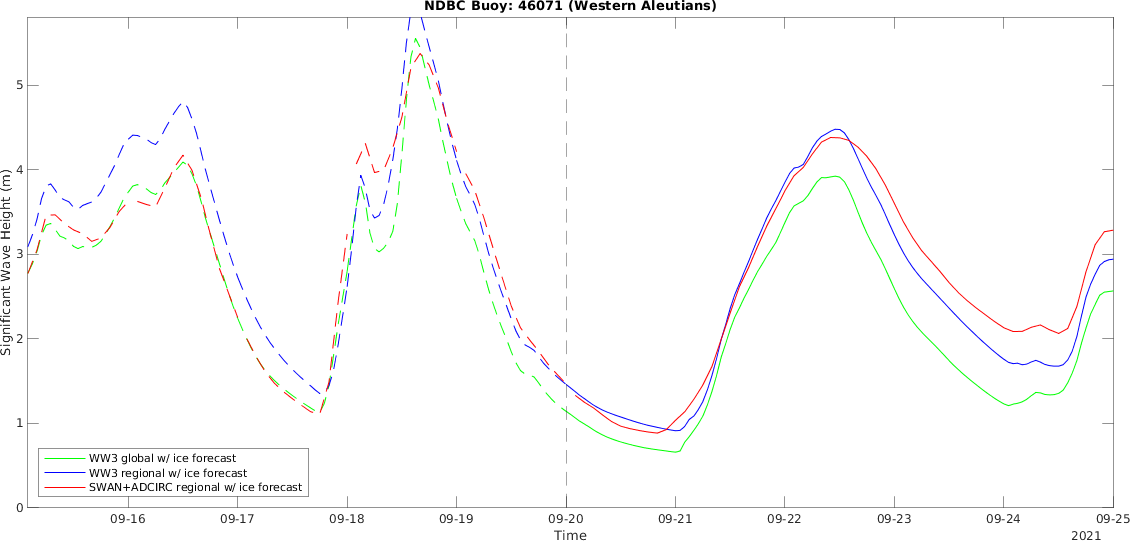 NDBC Buoy: 46071 (Western Aleutians)
Significant Wave Height (m)
5
4
3
2
1
0
WW3 global w/ ice forecast
WW3 regional w/ ice forecast
SWAN+ADCIRC regional w/ ice forecast
09-16 09-17 09-18 09-19 09-20 09-21 09-22 09-23 09-24 09-25
Time
2021